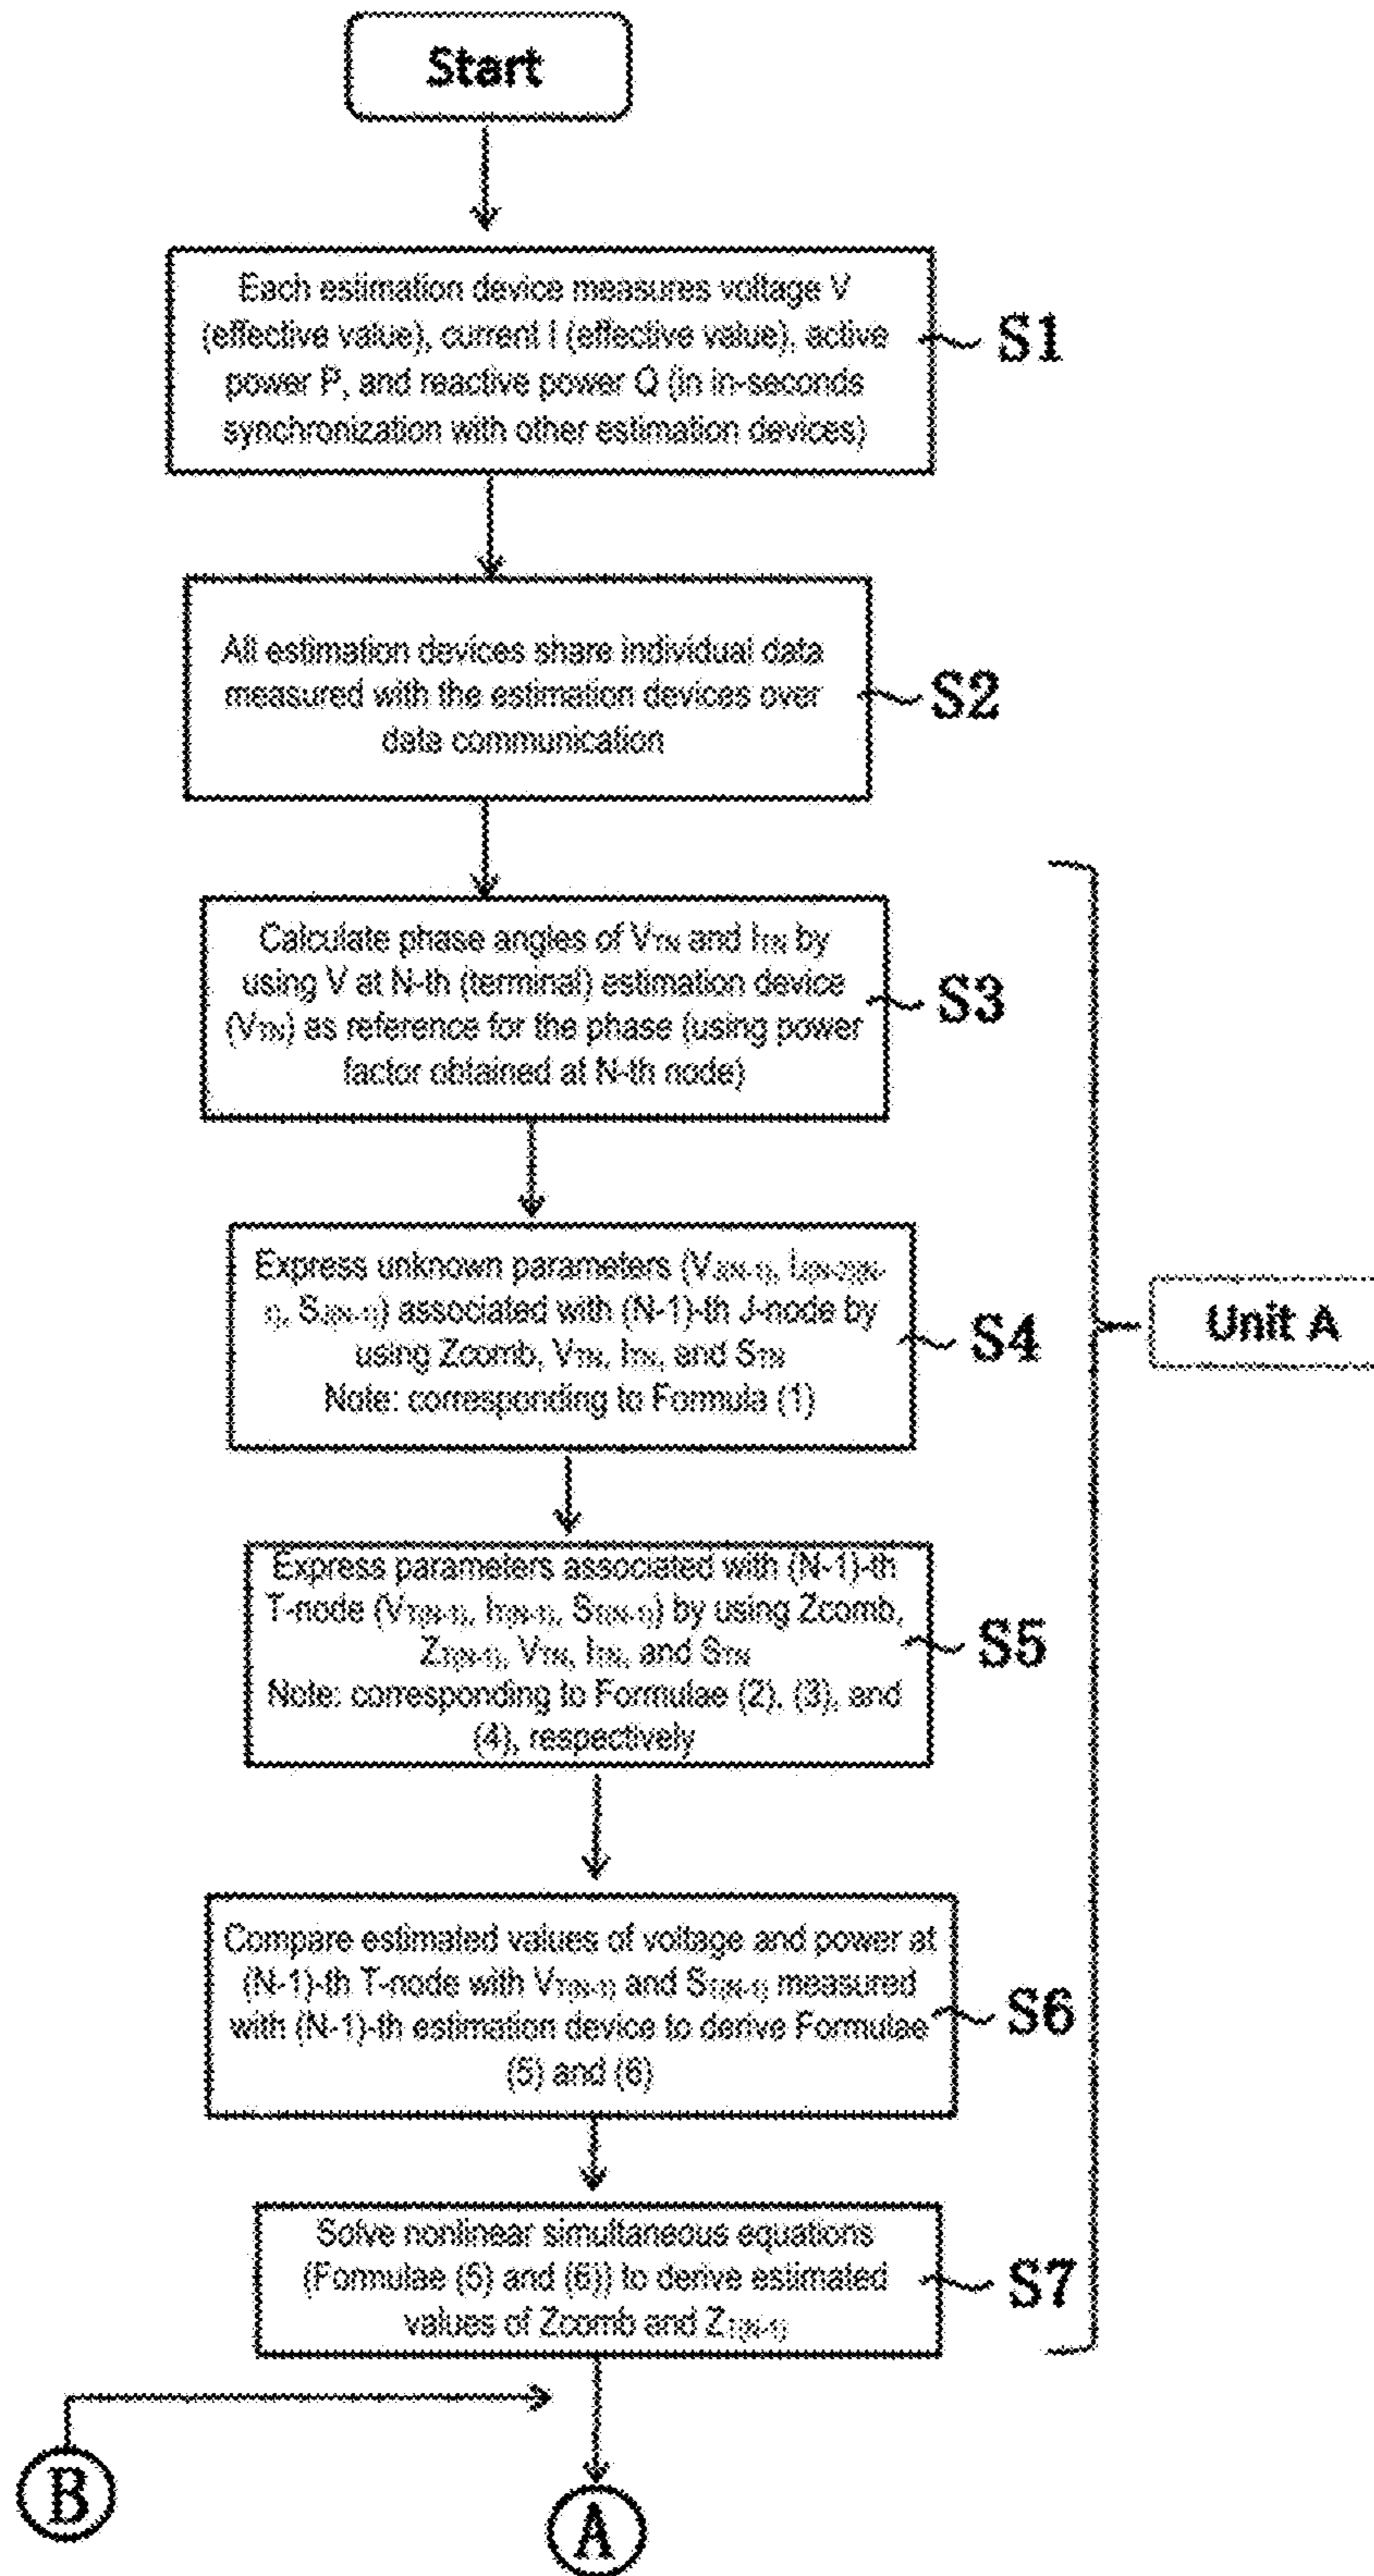 Start
Each estimation device measures voltage V
(effective value), current I (effective value), active
power P, and reactive power Q (in in-seconds
synchronization with other estimation devices)
S1
All estimation devices share individual data
measured with the estimation devices over
data communication
S2
Calculate phase angles of VTN and ITN by
using V at N-th (terminal) estimation device
(VTN) as reference for the phase (using power
factor obtained at N-th node)
S3
Express unknown parameters (VJ(N-1), IJ(N-2)(N-
1), SJ(N-1)) associated with (N-1)-th J-node by
using Zcomb, VTN, ITN, and STN
Note: corresponding to Formula (1)
S4
Unit A
Express parameters associated with (N-1)-th
T-node (VT(N-1), IT(N-1), ST(N-1)) by using Zcomb,
ZT(N-1), VTN, ITN, and STN
Note: corresponding to Formulae (2), (3), and
(4), respectively
S5
Compare estimated values of voltage and power at
(N-1)-th T-node with VT(N-1) and ST(N-1) measured
with (N-1)-th estimation device to derive Formulae
(5) and (6)
S6
Solve nonlinear simultaneous equations
(Formulae (5) and (6)) to derive estimated
values of Zcomb and ZT(N-1)
S7
B
A